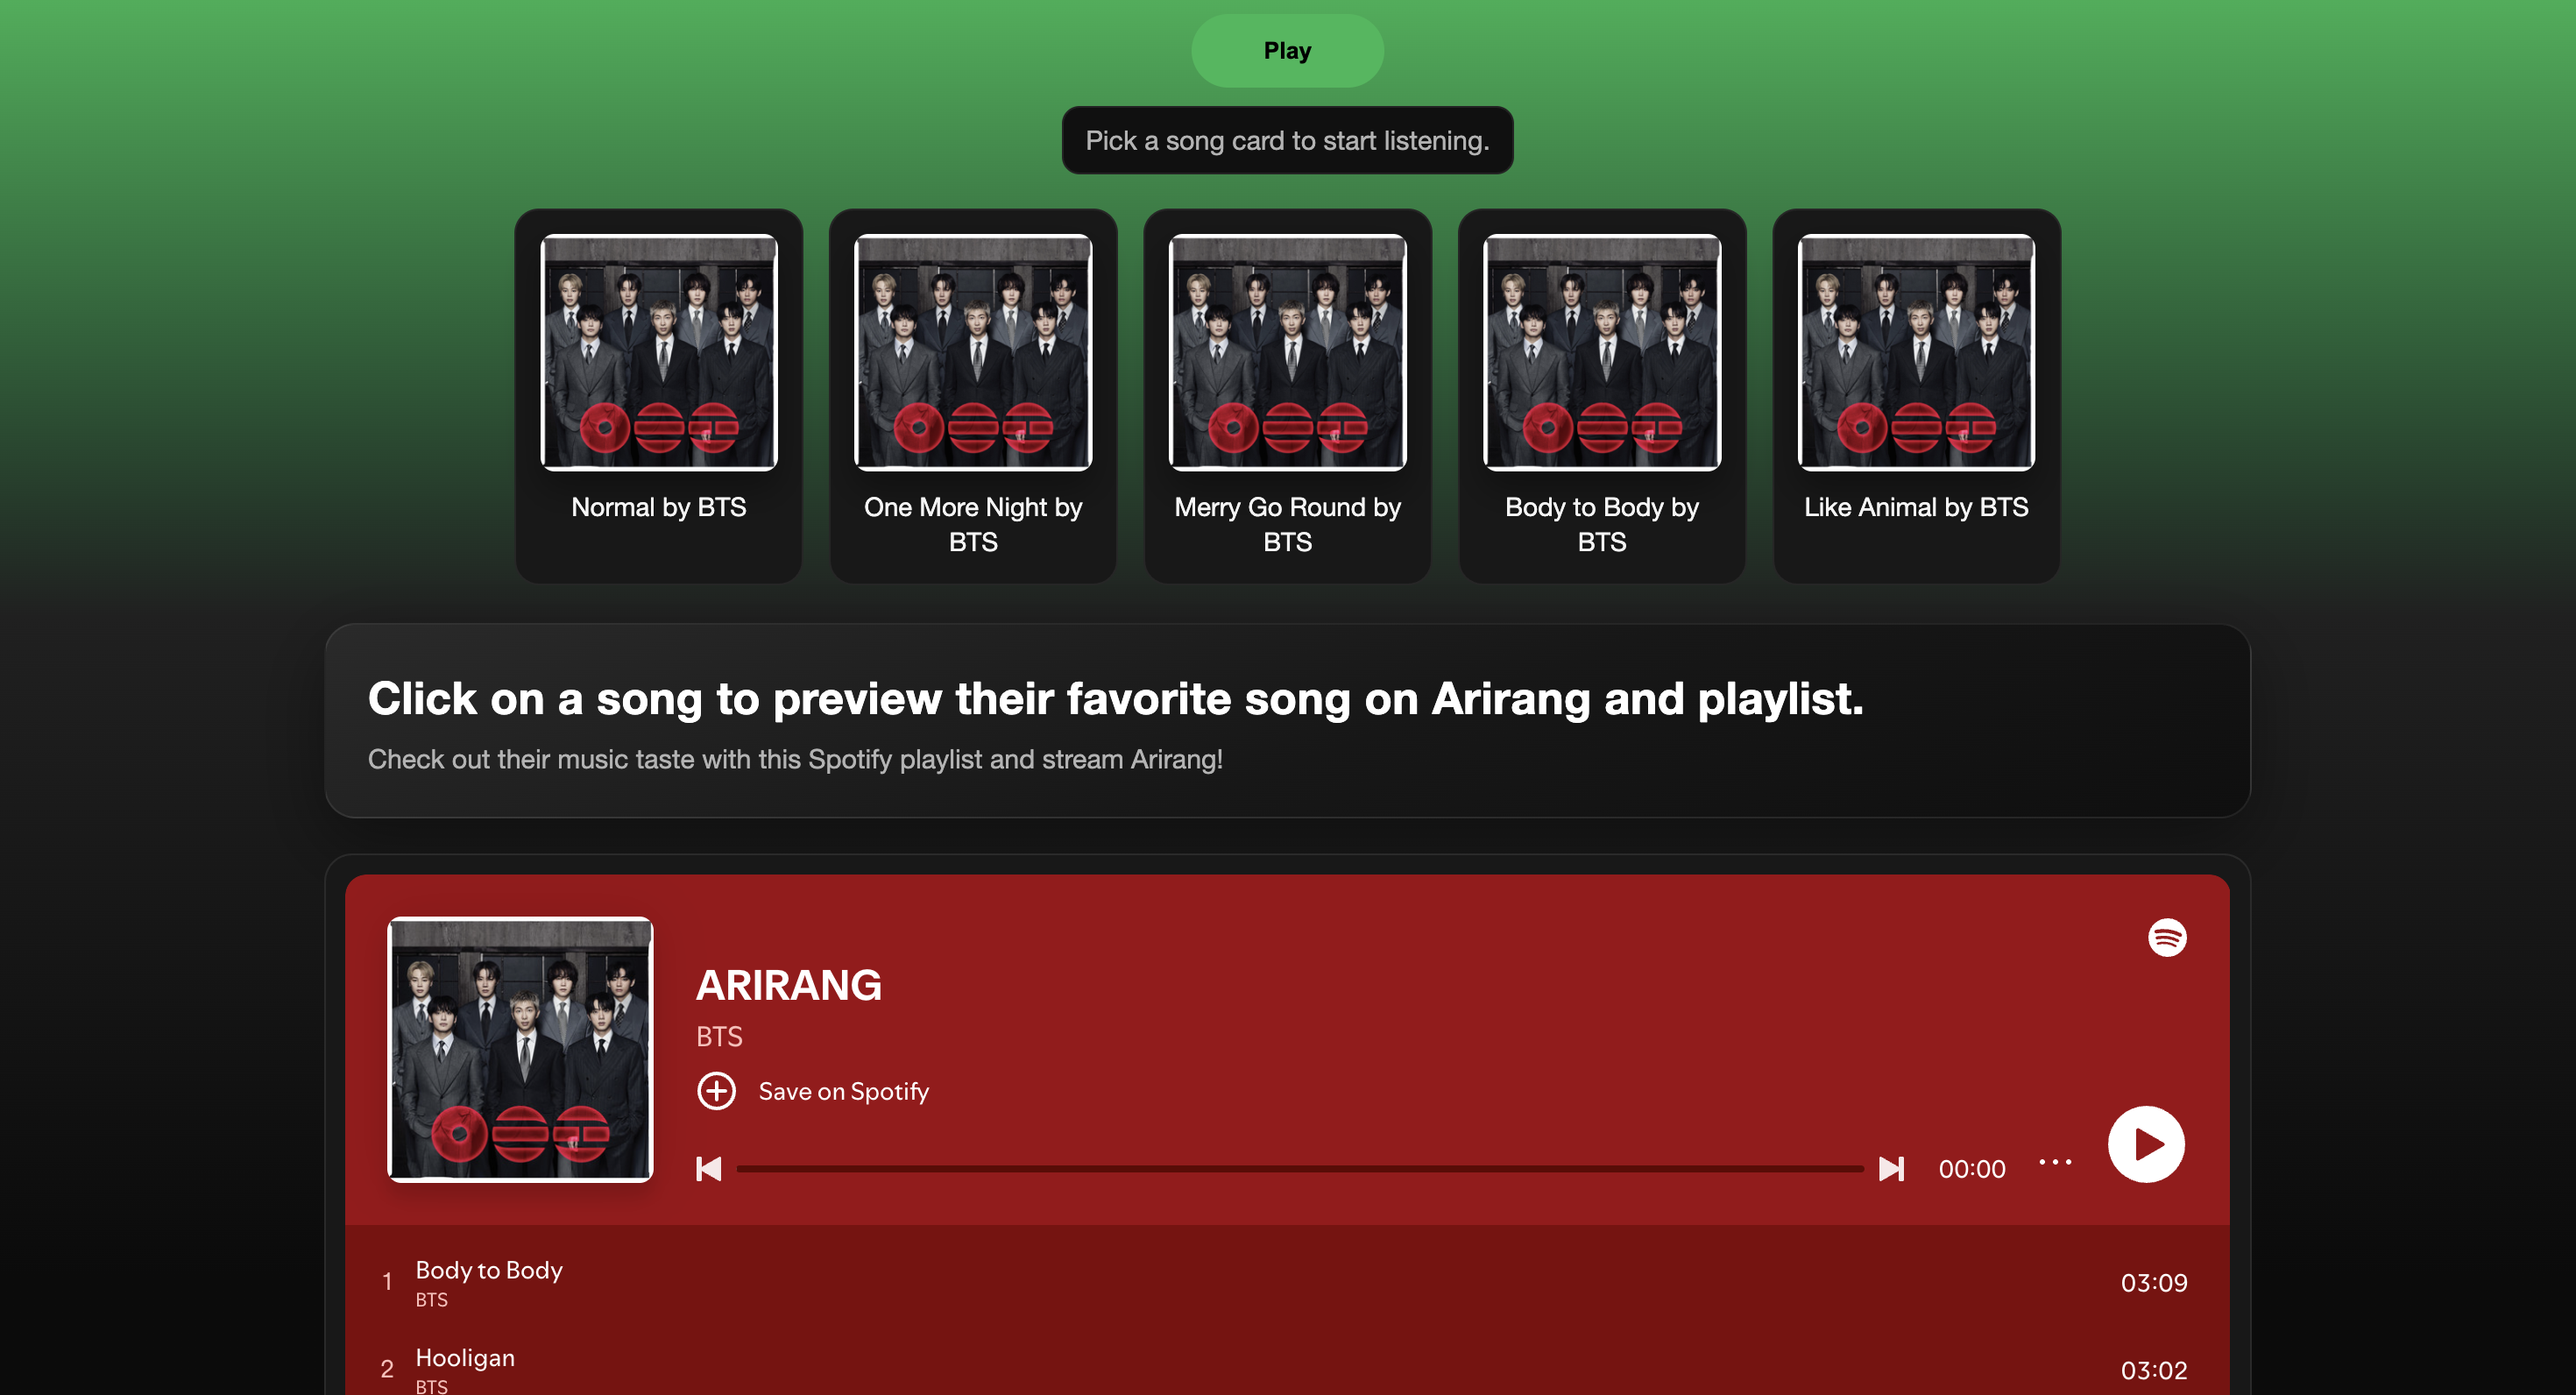 Play
Pick a song card to start listening.
Normal by BTS
One More Night by
BTS
Merry Go Round by
BTS
Body to Body by
BTS
Like Animal by BTS
Click on a song to preview their favorite song on Arirang and playlist.
Check out their music taste with this Spotify playlist and stream Arirang!
ARIRANG
BTS
Save on Spotify
00:00
1
Body to Body
03:09
BTS
2
Hooligan
03:02
BTS